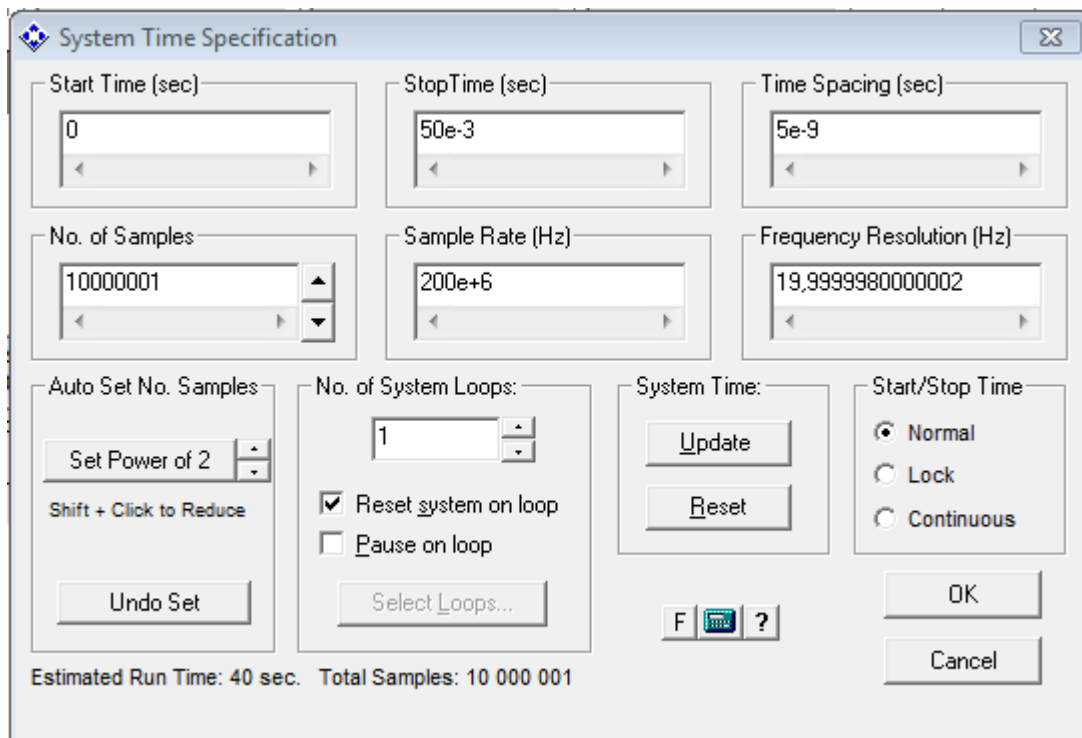 System Time Specification
Start Time (sec) StopTime (sec) Time Spacing (sec)
0 50e-3 5e-9
No. of Samples Sample Rate (Hz) Frequency Resolution (Hz)
10000001 200e+6 19,9999980000002
Auto Set No. Samples No. of System Loops: System Time: Start/Stop Time
1 Update Normal
Set Power of 2 Lock
Shift + Click to Reduce Reset system on loop Reset Continuous
Pause on loop
Undo Set Select Loops... F ? OK
Estimated Run Time: 40 sec. Total Samples: 10 000 001 Cancel